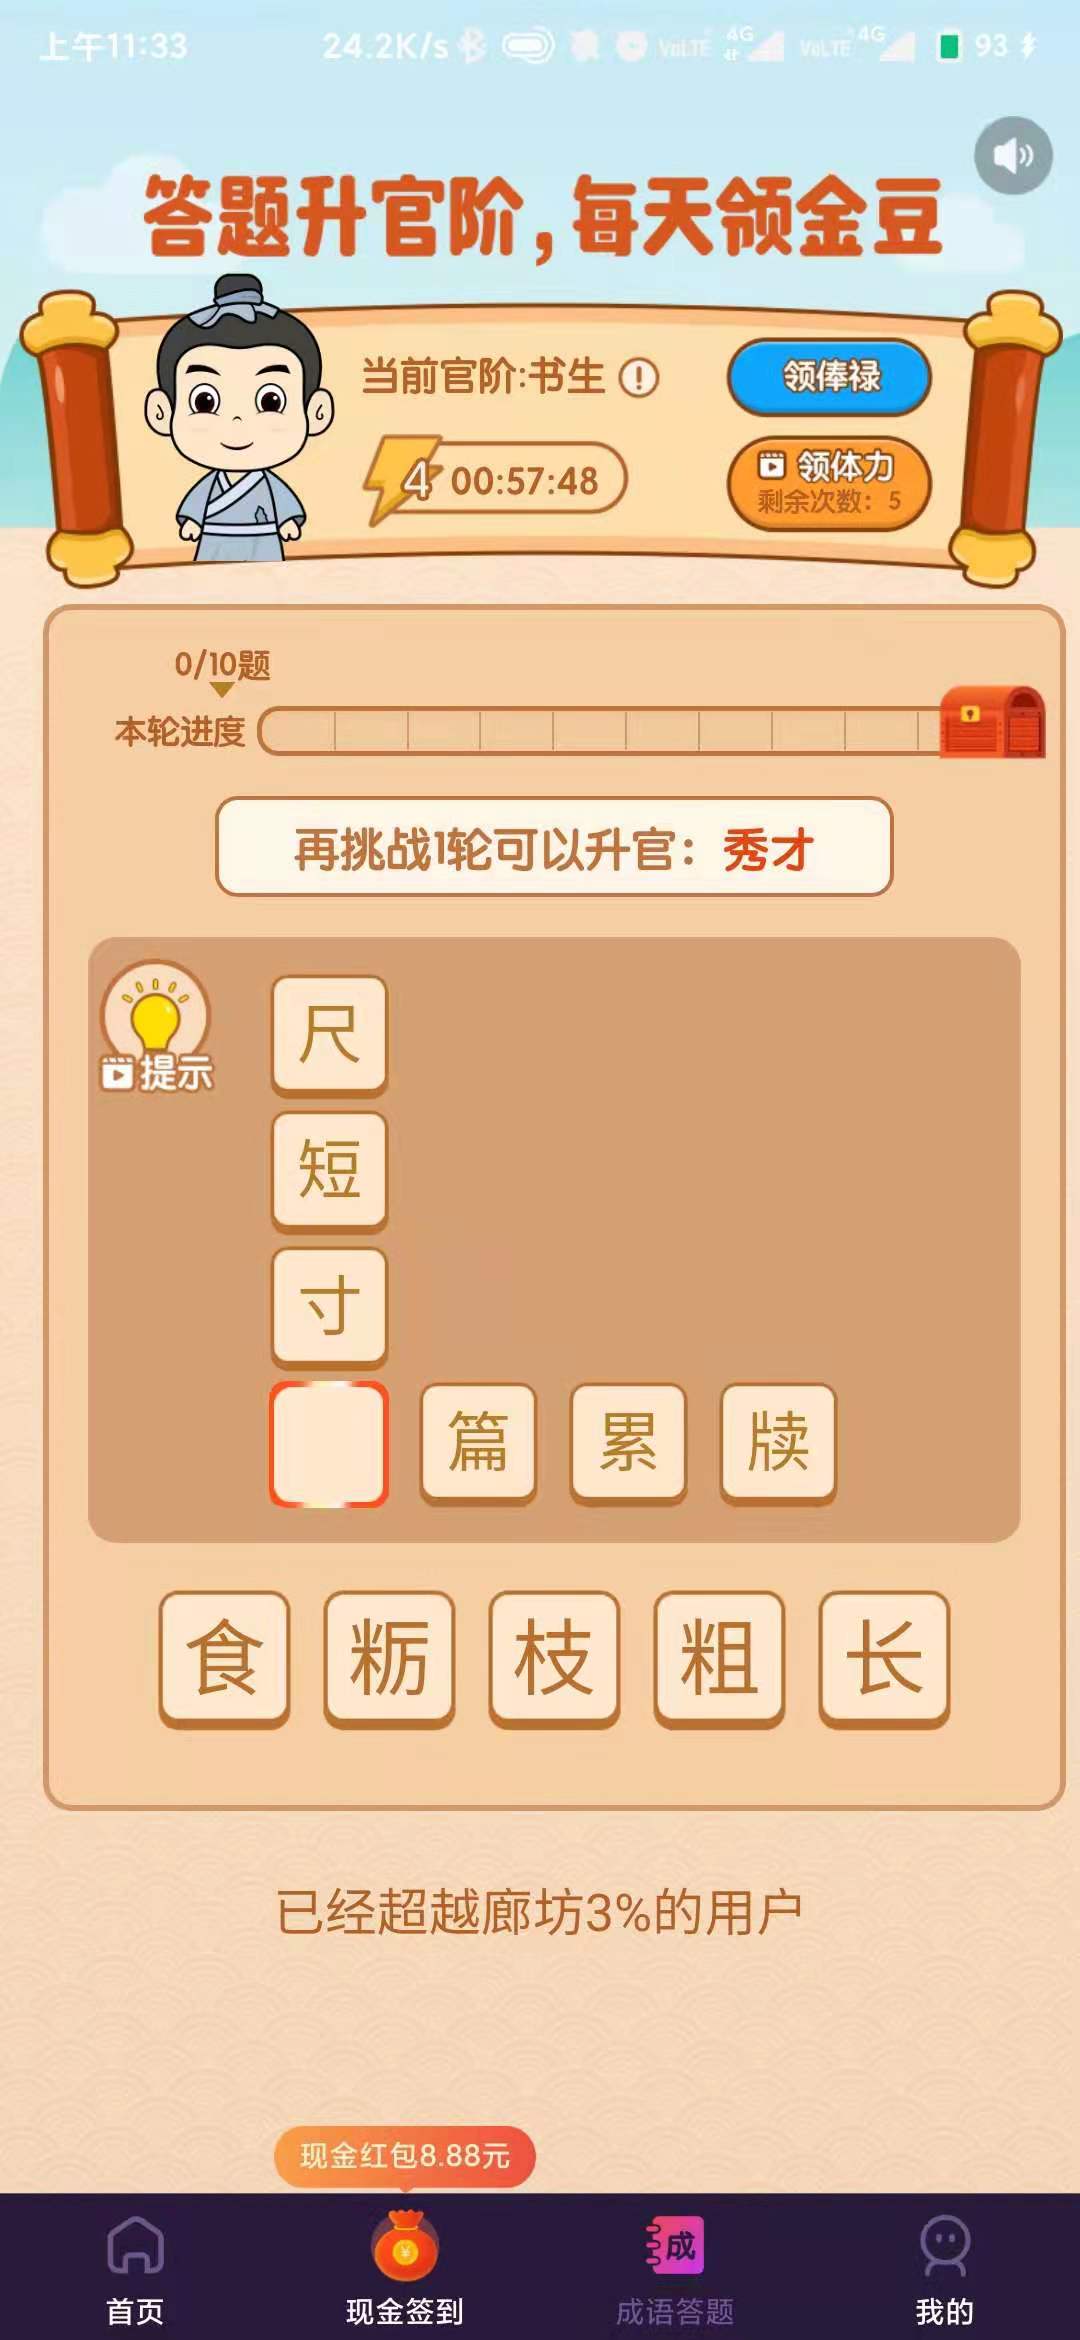 上午11:33 24.2K/s VoLTE 4G VoLTE 4G 93
答题升官阶,每天领金豆
当前官阶:书生 领俸禄
4 00:57:48 领体力
剩余次数：5
0/10题
本轮进度
再挑战1轮可以升官：秀才
提示
尺
短
寸
篇 累 牍
食 粝 枝 粗 长
已经超越廊坊3%的用户
现金红包8.88元
成
首页 现金签到 成语答题 我的